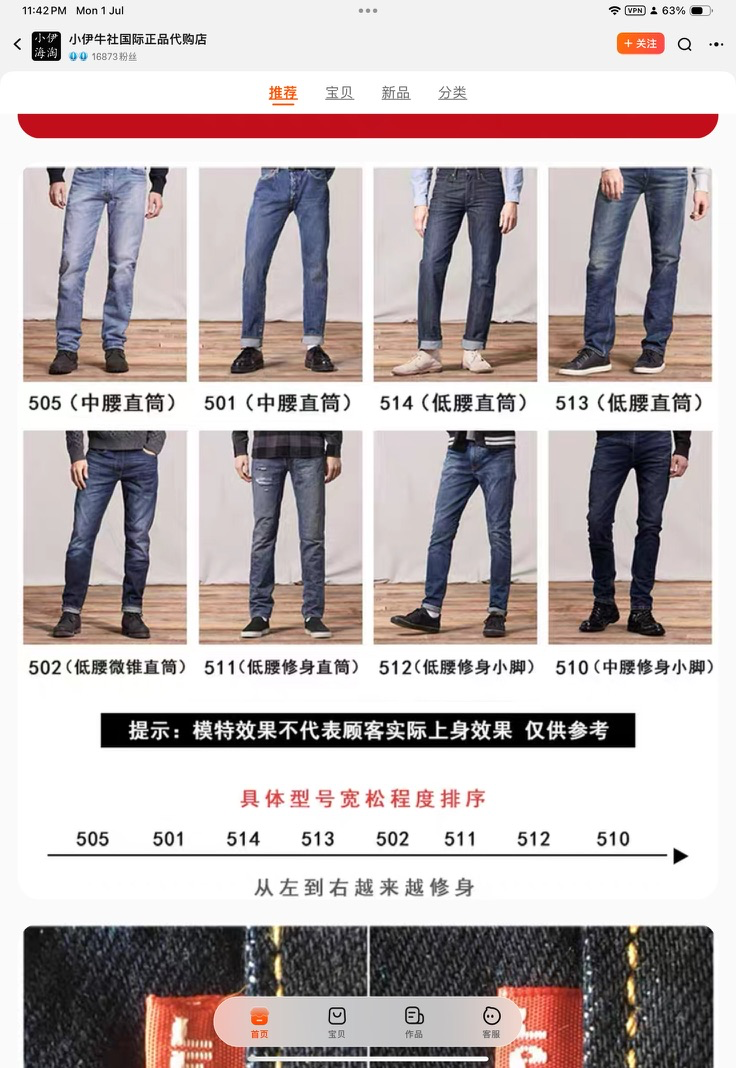 11:42 PM Mon 1 Jul
VPN 63%
小伊
海淘
小伊牛社国际正品代购店
16873粉丝
+ 关注
推荐 宝贝 新品 分类
505（中腰直筒） 501（中腰直筒） 514（低腰直筒） 513（低腰直筒）
502（低腰微锥直筒） 511（低腰修身直筒） 512（低腰修身小脚） 510（中腰修身小脚）
提示：模特效果不代表顾客实际上身效果 仅供参考
具体型号宽松程度排序
505 501 514 513 502 511 512 510
从左到右越来越修身
首页 宝贝 作品 客服